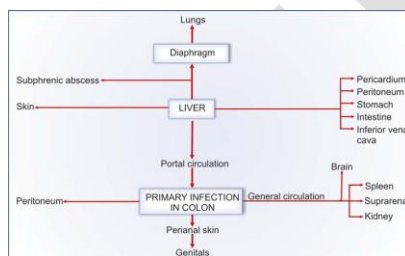 Lungs
Diaphragm
Subphrenic abscess
Skin
LIVER
Pericardium
Peritoneum
Stomach
Intestine
Inferior vena
cava
Portal circulation
Brain
Peritoneum
PRIMARY INFECTION
IN COLON
General circulation
Spleen
Suprarena
Kidney
Perianal skin
Genitals